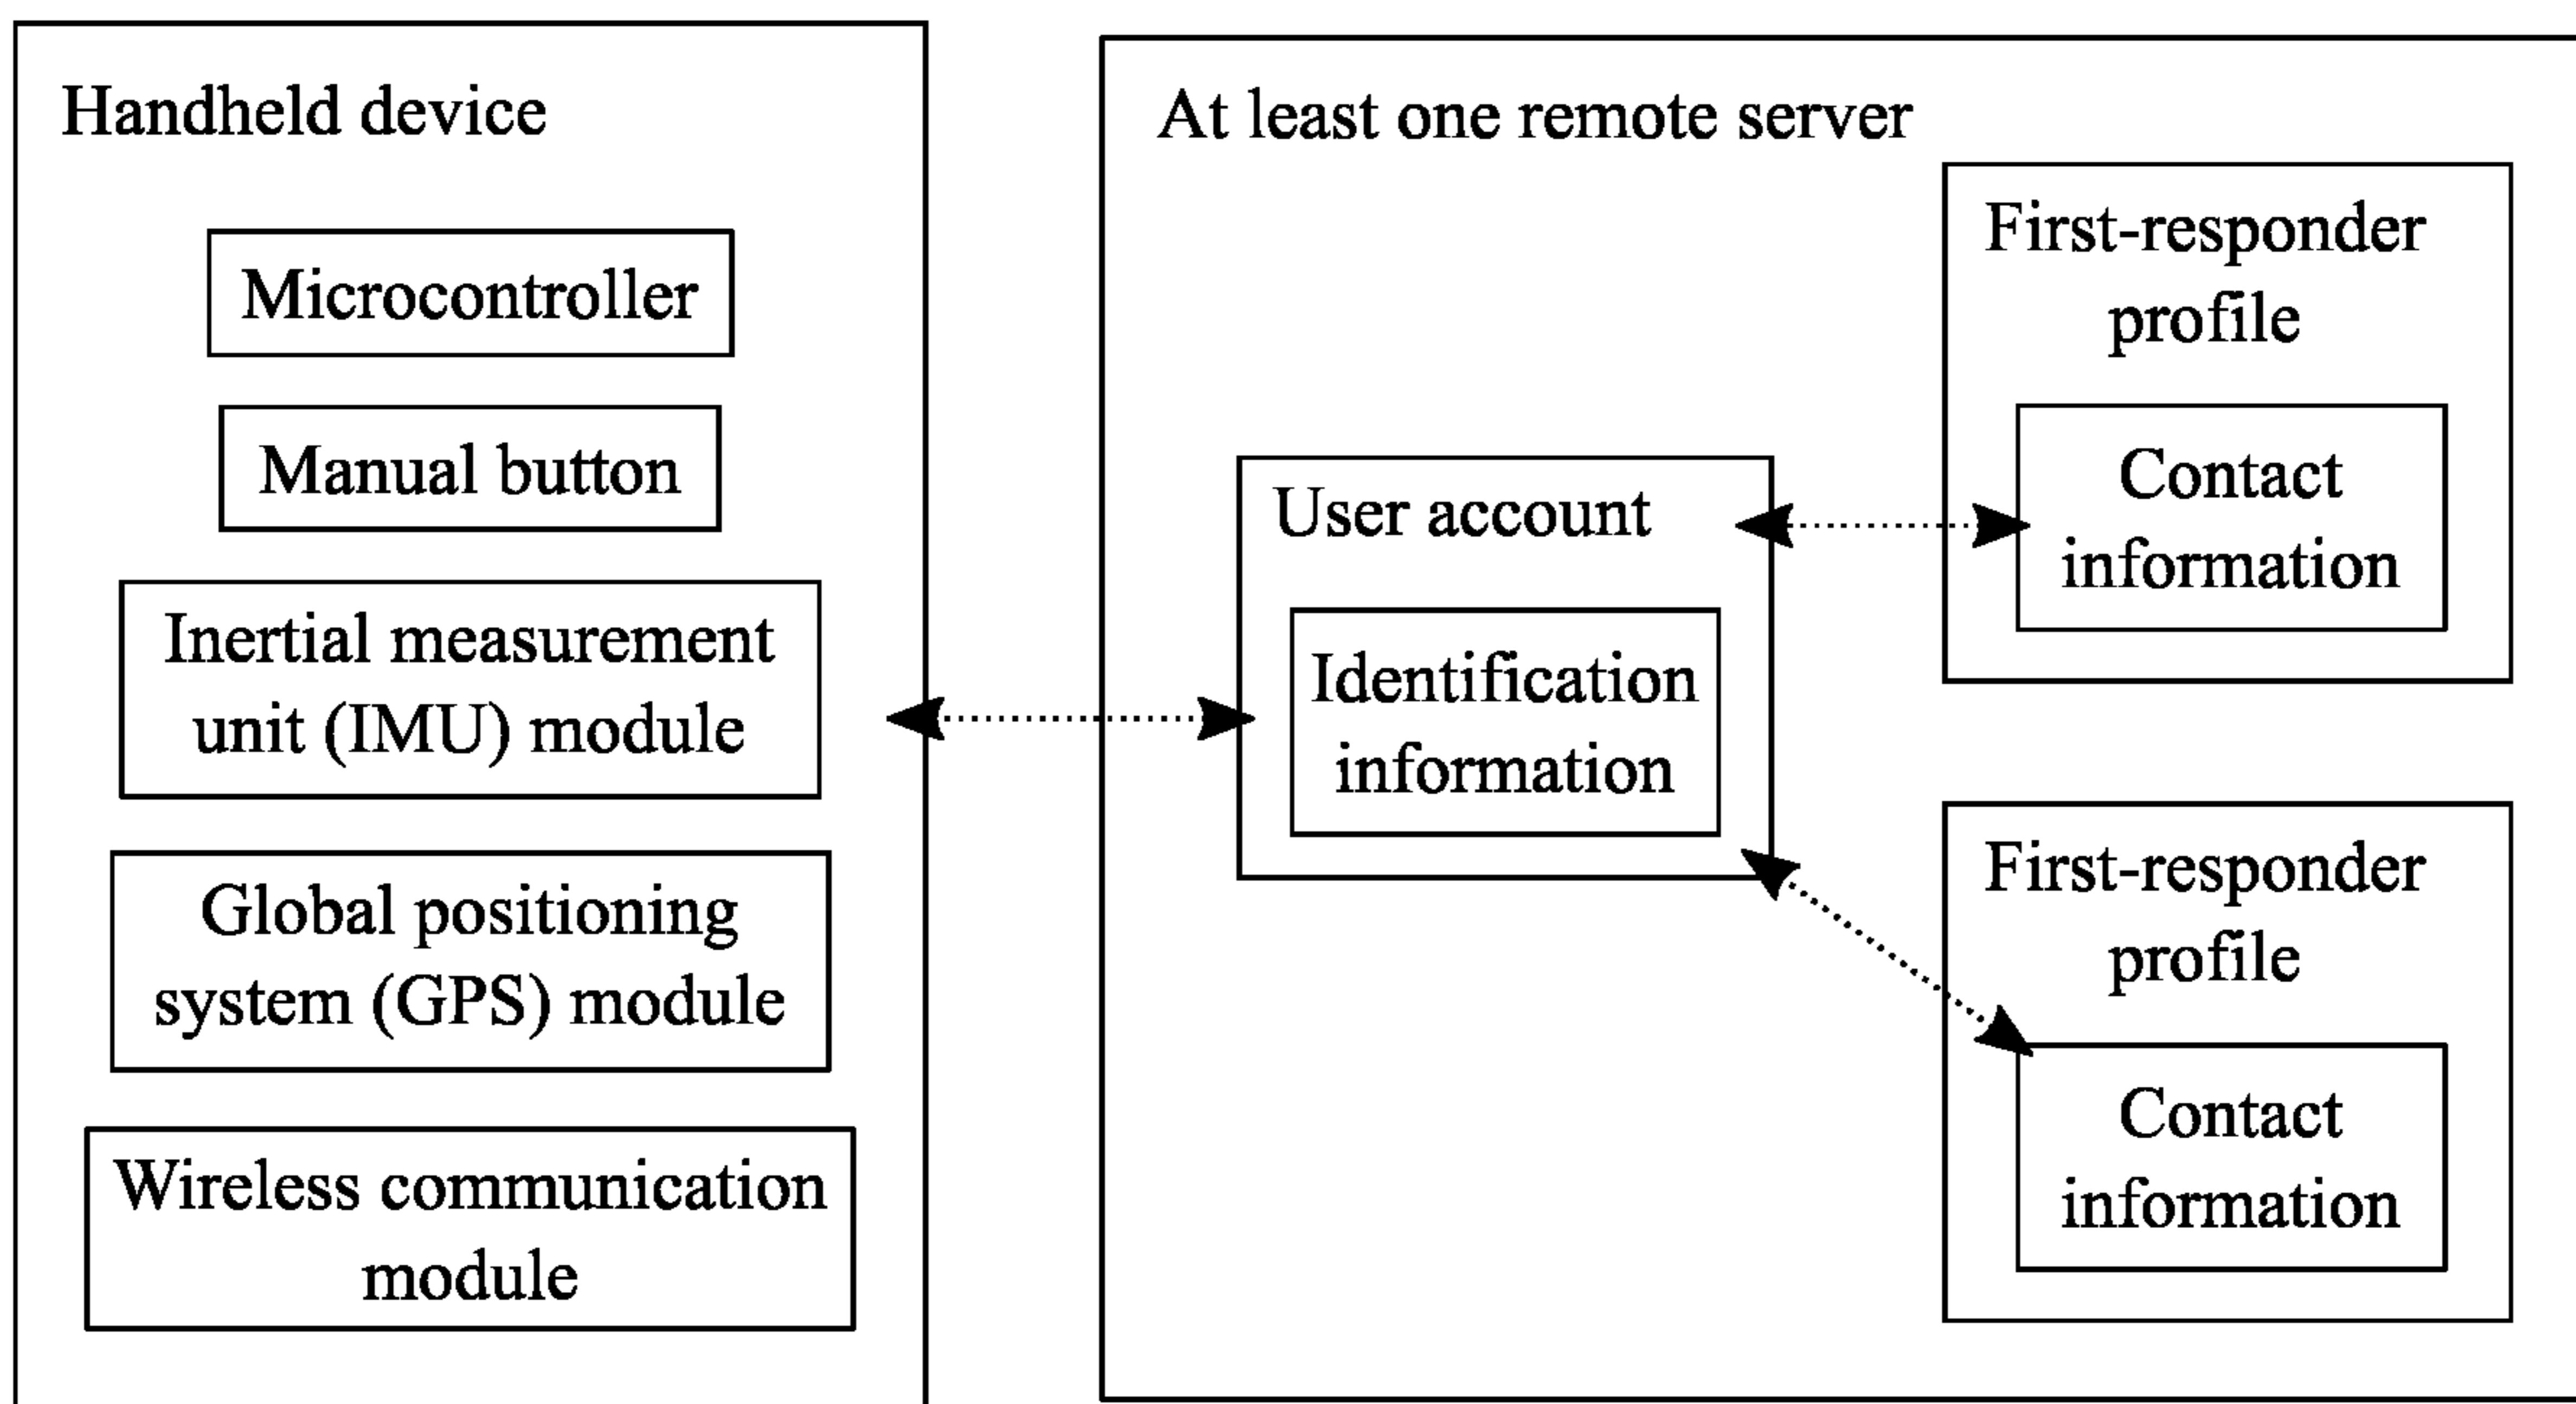 Handheld device
Microcontroller
Manual button
Inertial measurement
unit (IMU) module
Global positioning
system (GPS) module
Wireless communication
module
At least one remote server
User account
Identification
information
First-responder
profile
Contact
information
First-responder
profile
Contact
information